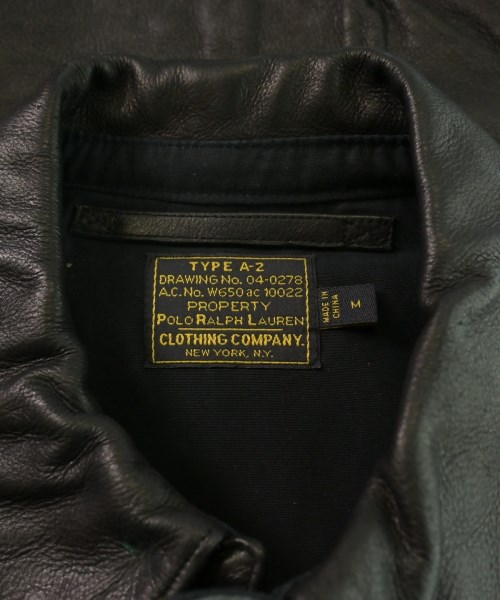 TYPE A-2
DRAWING No. 04-0278
A.C. No. W650 ac 10022
PROPERTY
POLO RALPH LAUREN
CLOTHING COMPANY.
NEW YORK, N.Y.
MADE IN
CHINA
M